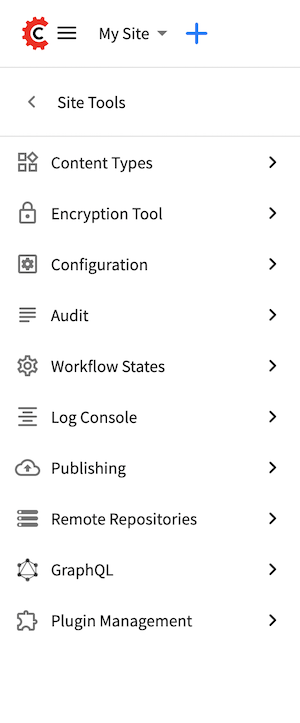 My Site
Site Tools
Content Types
Encryption Tool
Configuration
Audit
Workflow States
Log Console
Publishing
Remote Repositories
GraphQL
Plugin Management